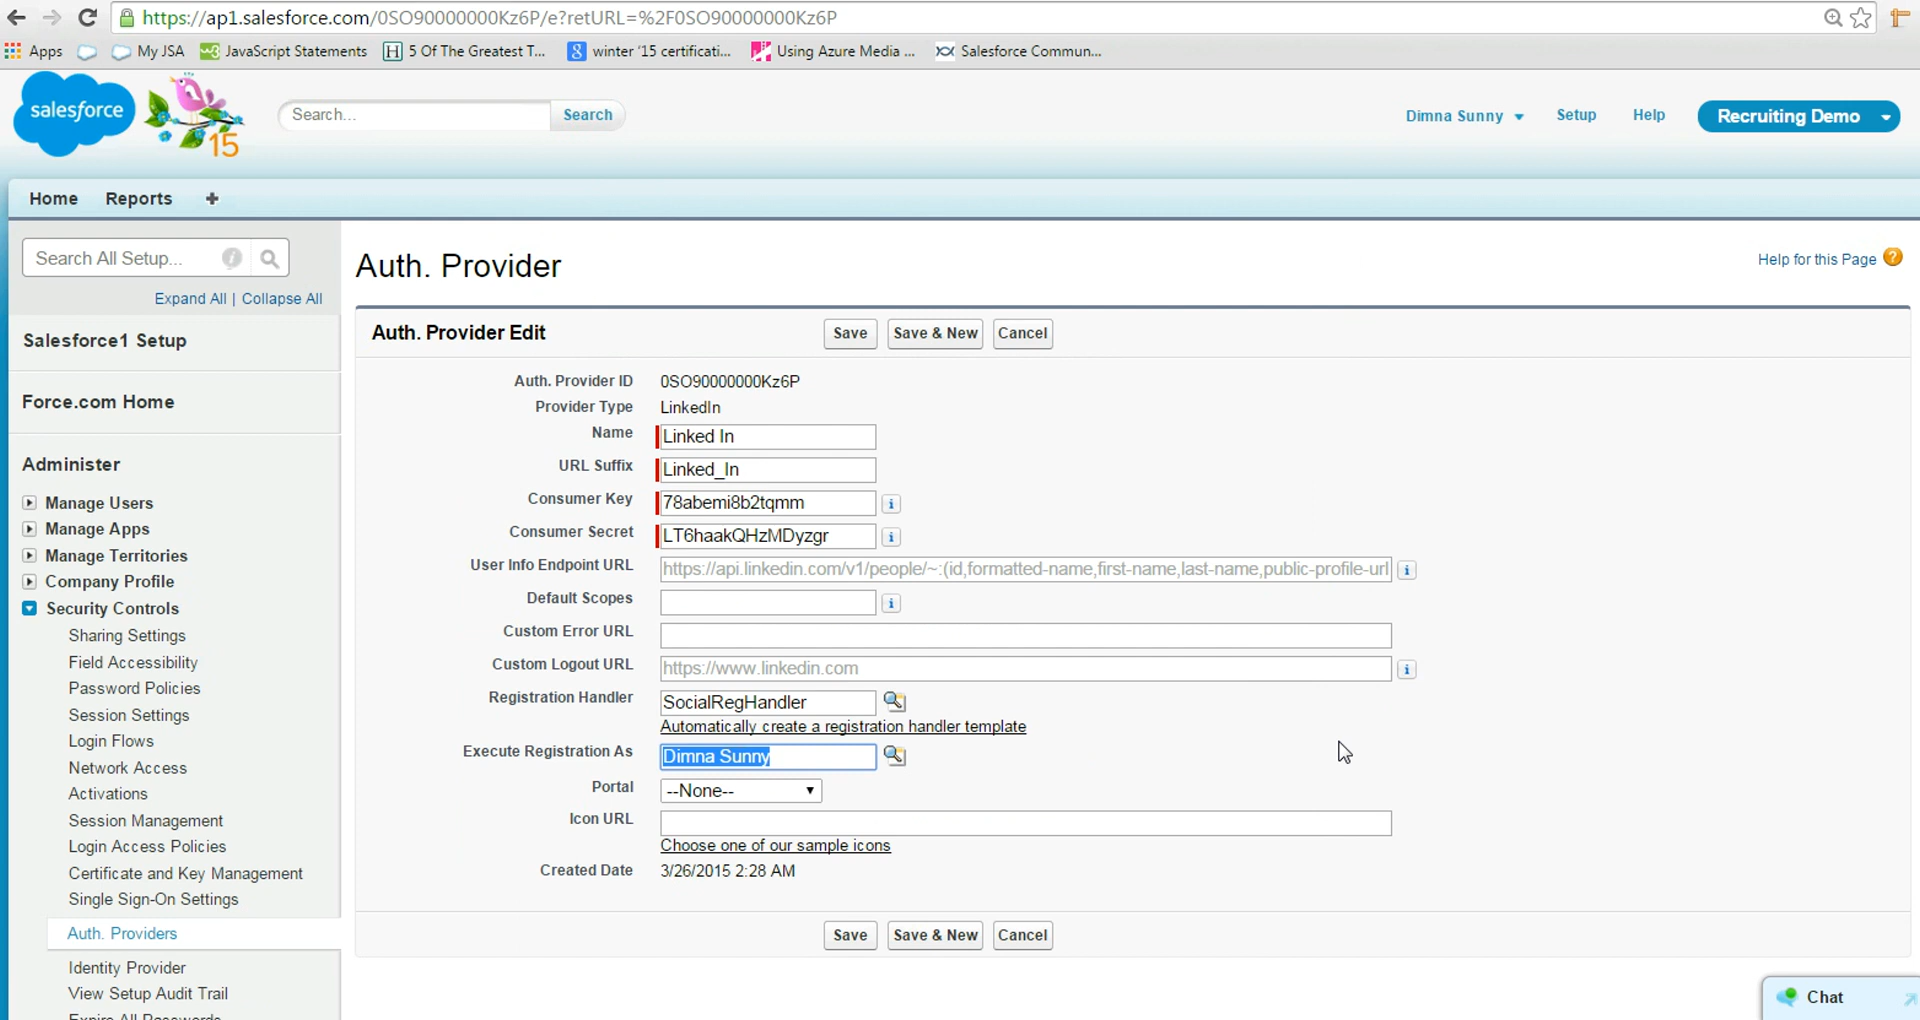 https://ap1.salesforce.com/0SO90000000Kz6P/e?retURL=%2F0SO90000000Kz6P
Apps
My JSA
w3 JavaScript Statements
H 5 Of The Greatest T...
8 winter '15 certificati...
Using Azure Media ...
Salesforce Commun...
salesforce
15
Search...
Search
Dimna Sunny
Setup
Help
Recruiting Demo
Home
Reports
+
Search All Setup...
Expand All | Collapse All
Salesforce1 Setup
Force.com Home
Administer
Manage Users
Manage Apps
Manage Territories
Company Profile
Security Controls
Sharing Settings
Field Accessibility
Password Policies
Session Settings
Login Flows
Network Access
Activations
Session Management
Login Access Policies
Certificate and Key Management
Single Sign-On Settings
Auth. Providers
Identity Provider
View Setup Audit Trail
Expire All Passwords
Auth. Provider
Help for this Page ?
Auth. Provider Edit
Save
Save & New
Cancel
Auth. Provider ID 0SO90000000Kz6P
Provider Type LinkedIn
Name Linked In
URL Suffix Linked_In
Consumer Key 78abemi8b2tqmm
Consumer Secret LT6haakQHzMDyzgr
User Info Endpoint URL https://api.linkedin.com/v1/people/~:(id,formatted-name,first-name,last-name,public-profile-url
Default Scopes
Custom Error URL
Custom Logout URL https://www.linkedin.com
Registration Handler SocialRegHandler
Automatically create a registration handler template
Execute Registration As Dimna Sunny
Portal --None--
Icon URL
Choose one of our sample icons
Created Date 3/26/2015 2:28 AM
Save
Save & New
Cancel
Chat